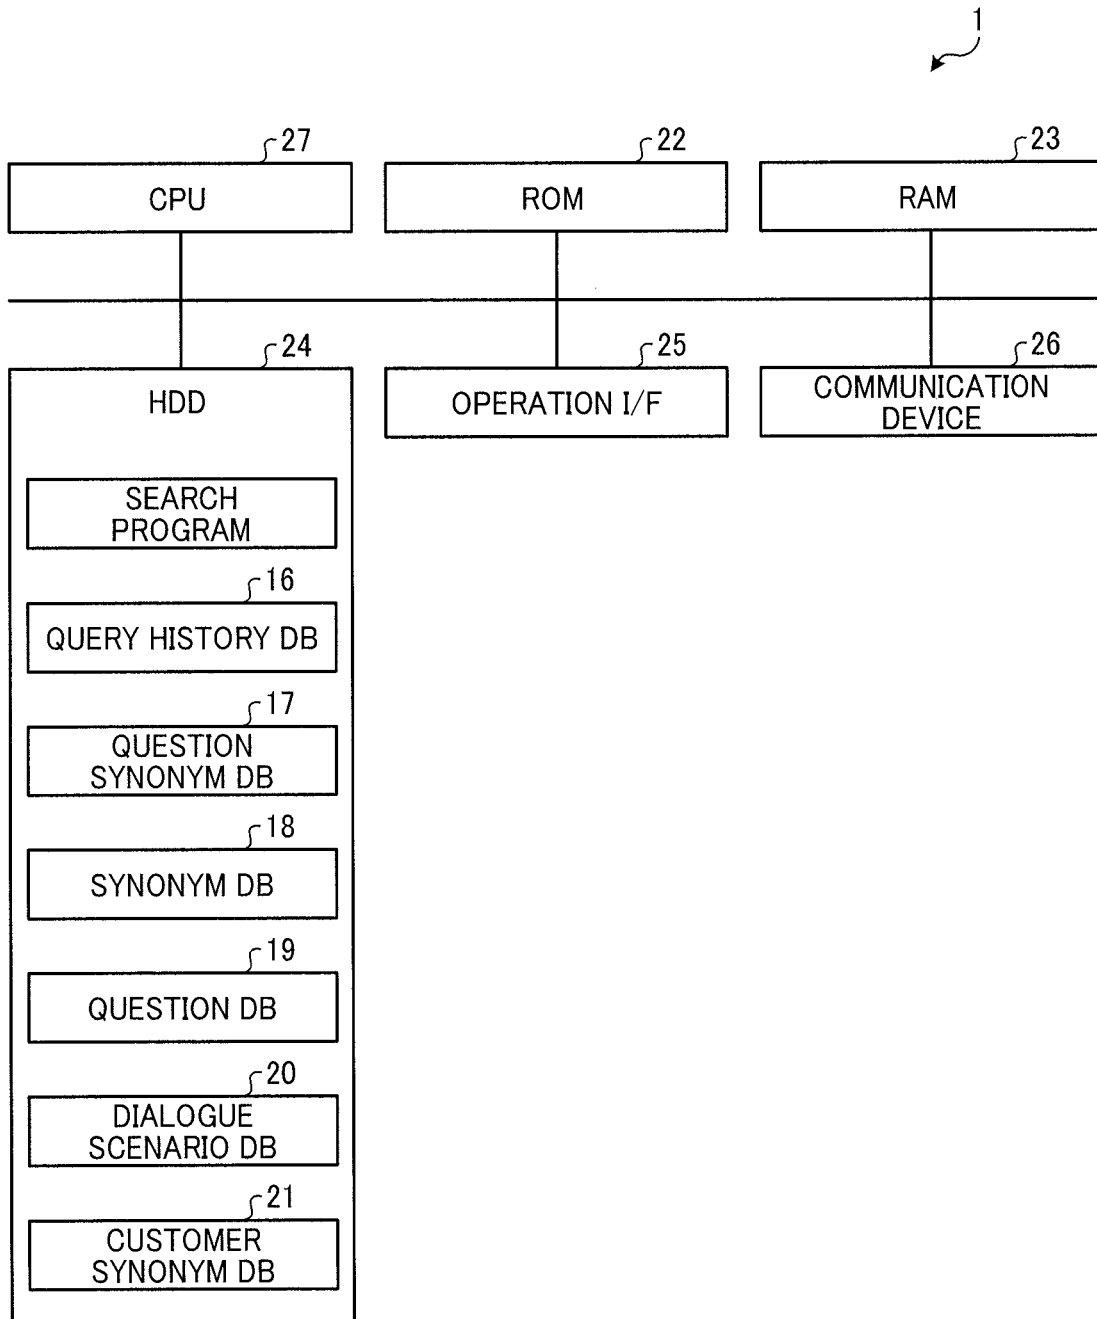 1
27
CPU
22
ROM
23
RAM
24
HDD
25
OPERATION I/F
26
COMMUNICATION
DEVICE
SEARCH
PROGRAM
16
QUERY HISTORY DB
17
QUESTION
SYNONYM DB
18
SYNONYM DB
19
QUESTION DB
20
DIALOGUE
SCENARIO DB
21
CUSTOMER
SYNONYM DB